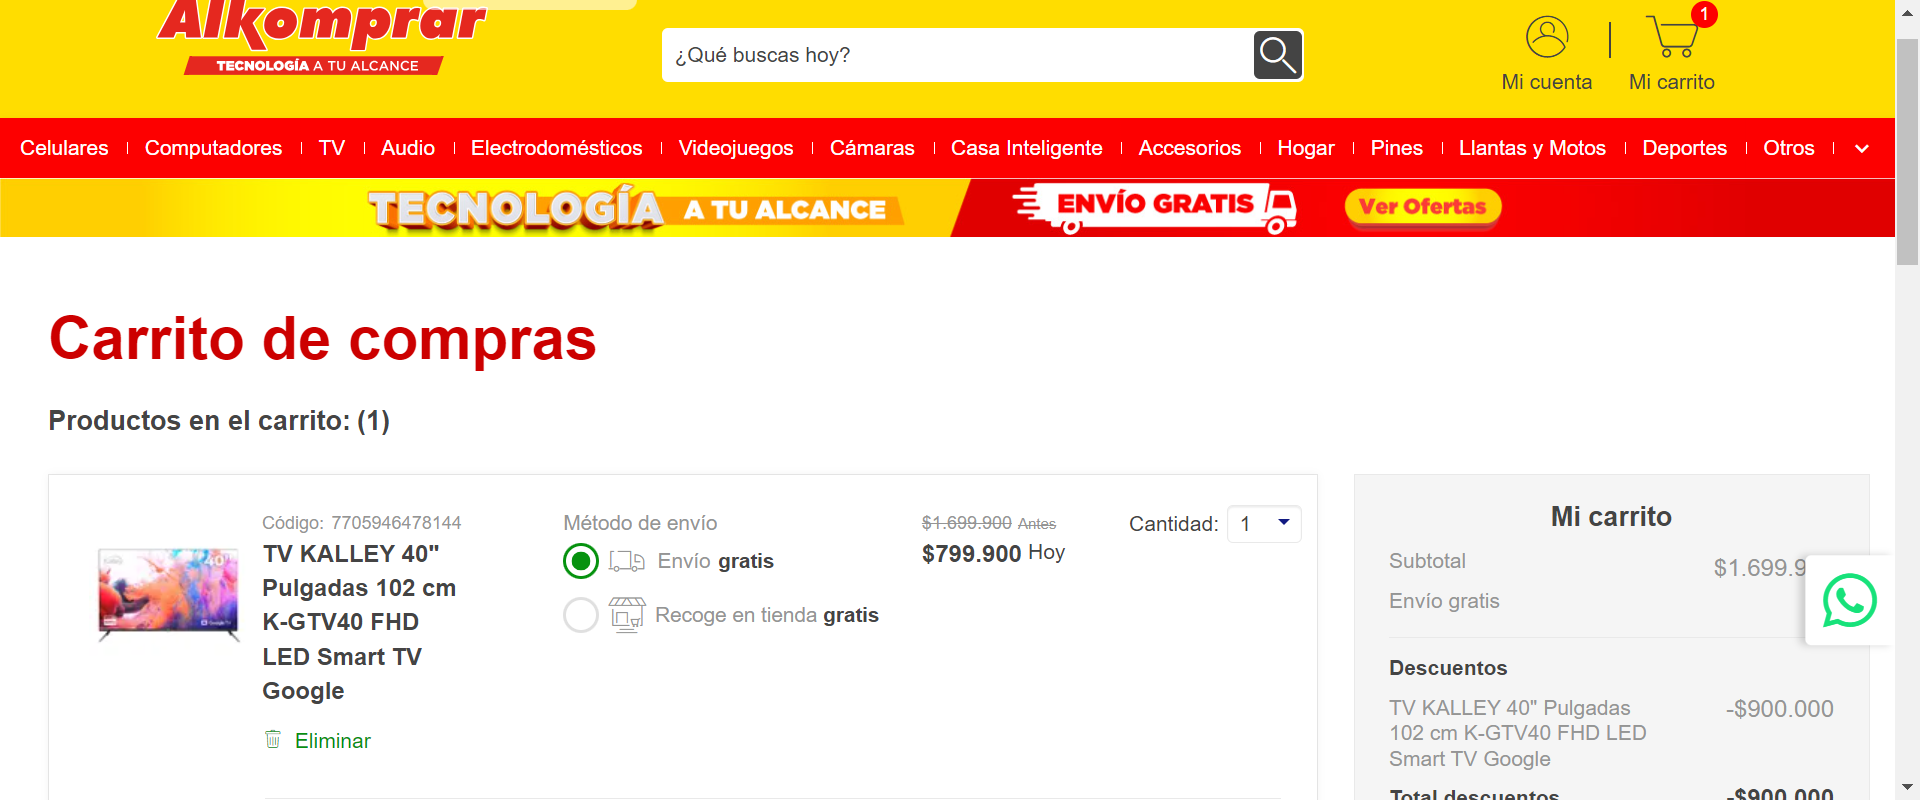 Alkomprar
TECNOLOGÍA A TU ALCANCE
¿Qué buscas hoy?
1
Mi cuenta
Mi carrito
Celulares
Computadores
TV
Audio
Electrodomésticos
Videojuegos
Cámaras
Casa Inteligente
Accesorios
Hogar
Pines
Llantas y Motos
Deportes
Otros
TECNOLOGÍA A TU ALCANCE
ENVÍO GRATIS
Ver Ofertas
Carrito de compras
Productos en el carrito: (1)
Código: 7705946478144
TV KALLEY 40"
Pulgadas 102 cm
K-GTV40 FHD
LED Smart TV
Google
Eliminar
Método de envío
Envío gratis
Recoge en tienda gratis
$1.699.900 Antes
$799.900 Hoy
Cantidad: 1
Mi carrito
Subtotal
$1.699.9
Envío gratis
Descuentos
TV KALLEY 40" Pulgadas
102 cm K-GTV40 FHD LED
Smart TV Google
-$900.000
Total descuentos
-$900.000